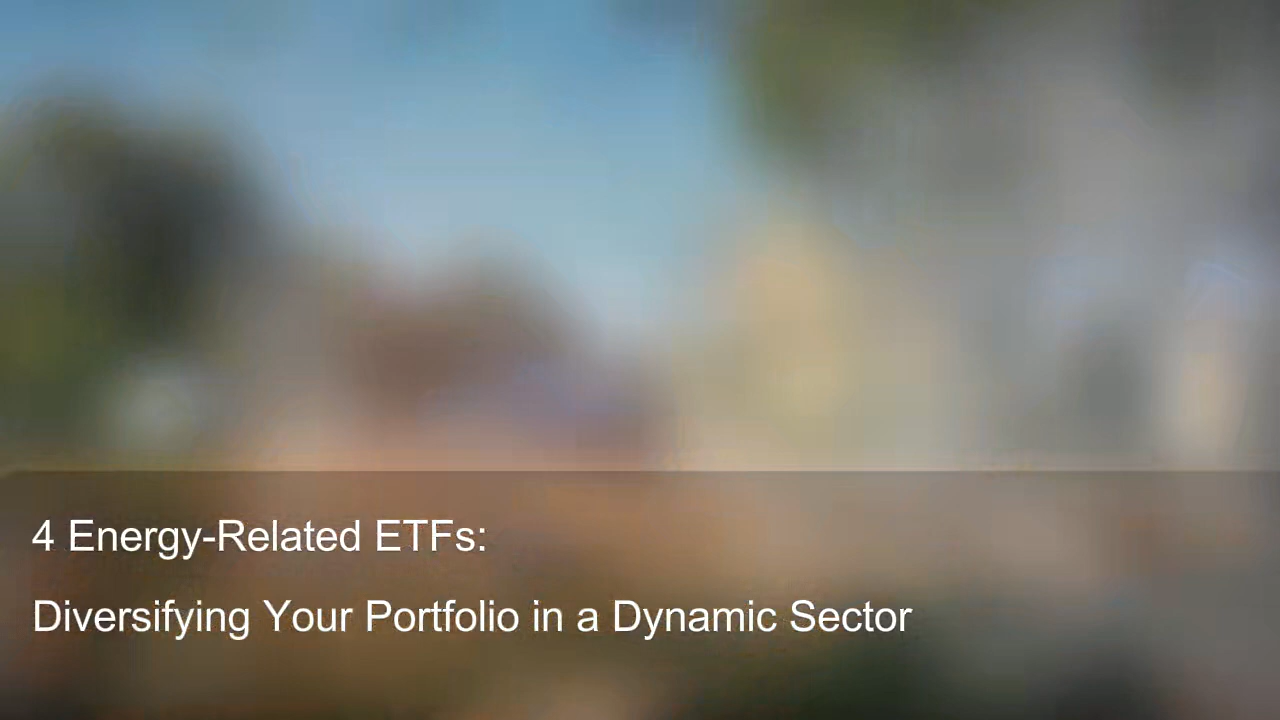 4 Energy-Related ETFs:
Diversifying Your Portfolio in a Dynamic Sector